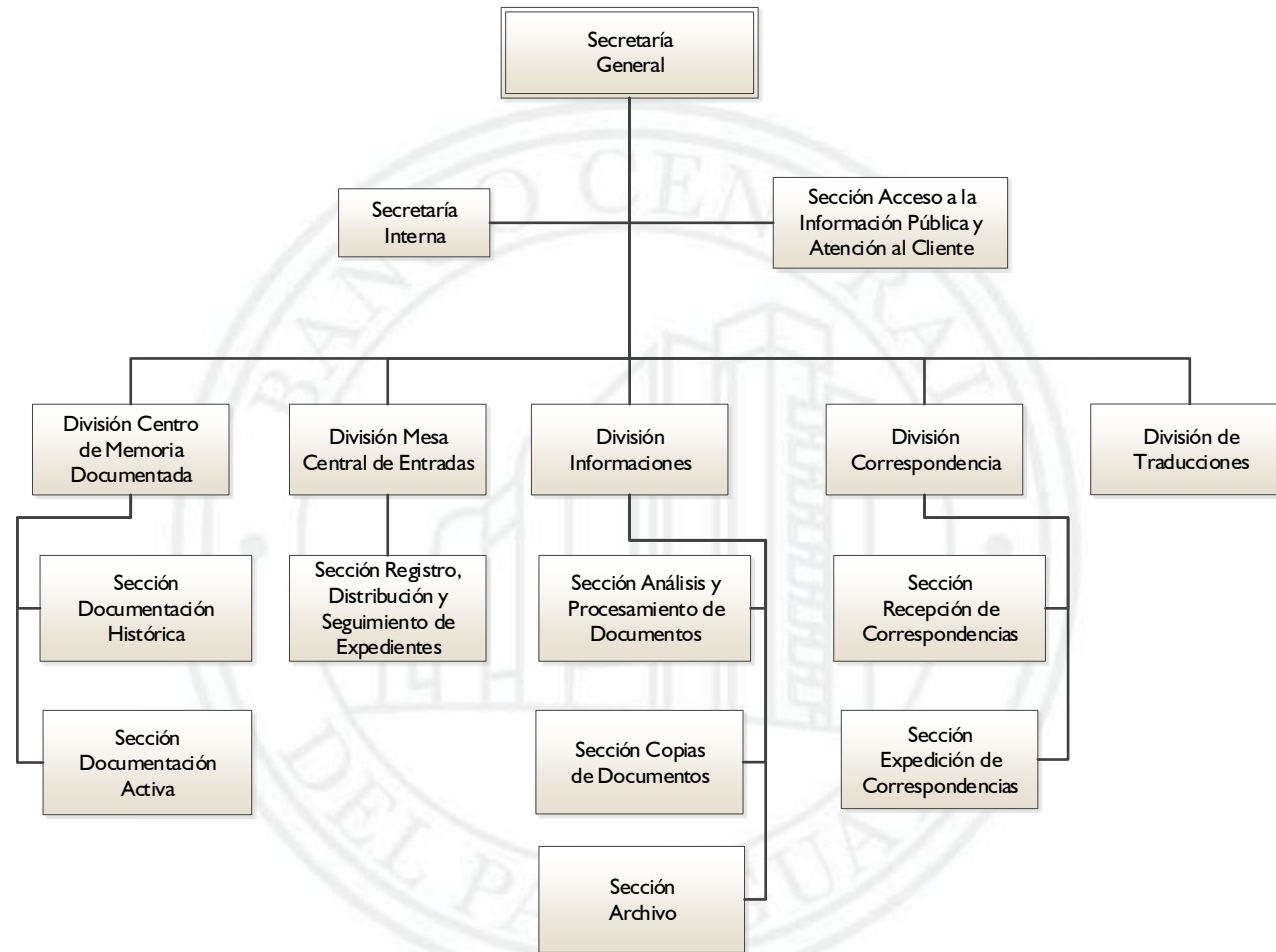 Secretaría
General
Secretaría
Interna
Sección Acceso a la
Información Pública y
Atención al Cliente
División Centro
de Memoria
Documentada
División Mesa
Central de Entradas
División
Informaciones
División
Correspondencia
División de
Traducciones
Sección
Documentación
Histórica
Sección Registro,
Distribución y
Seguimiento de
Expedientes
Sección Análisis y
Procesamiento de
Documentos
Sección
Recepción de
Correspondencias
Sección
Documentación
Activa
Sección Copias
de Documentos
Sección
Expedición de
Correspondencias
Sección
Archivo
BANCO CENTRAL
DEL